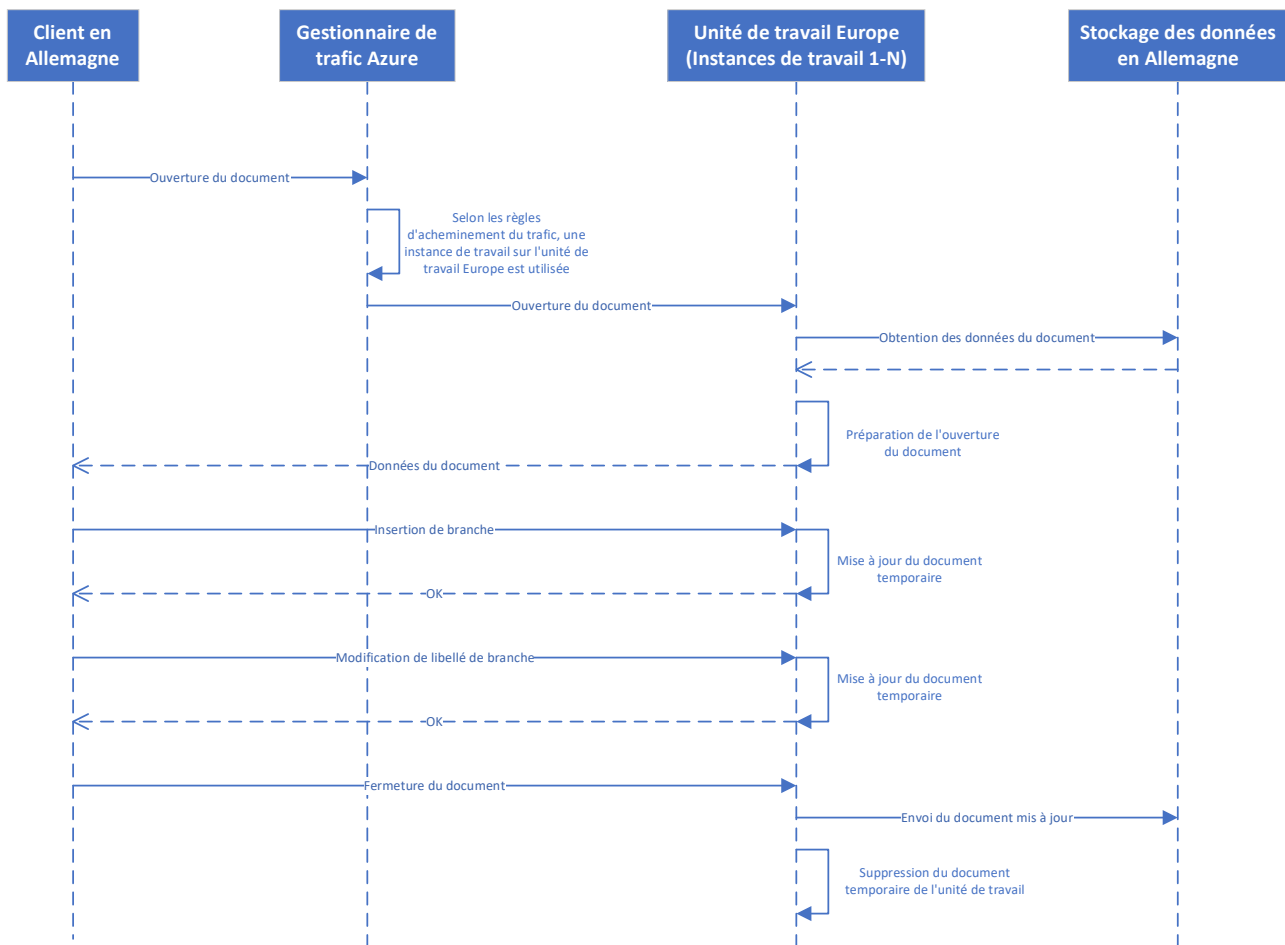 Client en
Allemagne
Gestionnaire de
trafic Azure
Unité de travail Europe
(Instances de travail 1-N)
Stockage des données
en Allemagne
Ouverture du document
Selon les règles
d'acheminement du trafic, une
instance de travail sur l'unité de
travail Europe est utilisée
Ouverture du document
Obtention des données du document
Préparation de l'ouverture
du document
Données du document
Insertion de branche
Mise à jour du document
temporaire
OK
Modification de libellé de branche
Mise à jour du document
temporaire
OK
Fermeture du document
Envoi du document mis à jour
Suppression du document
temporaire de l'unité de travail